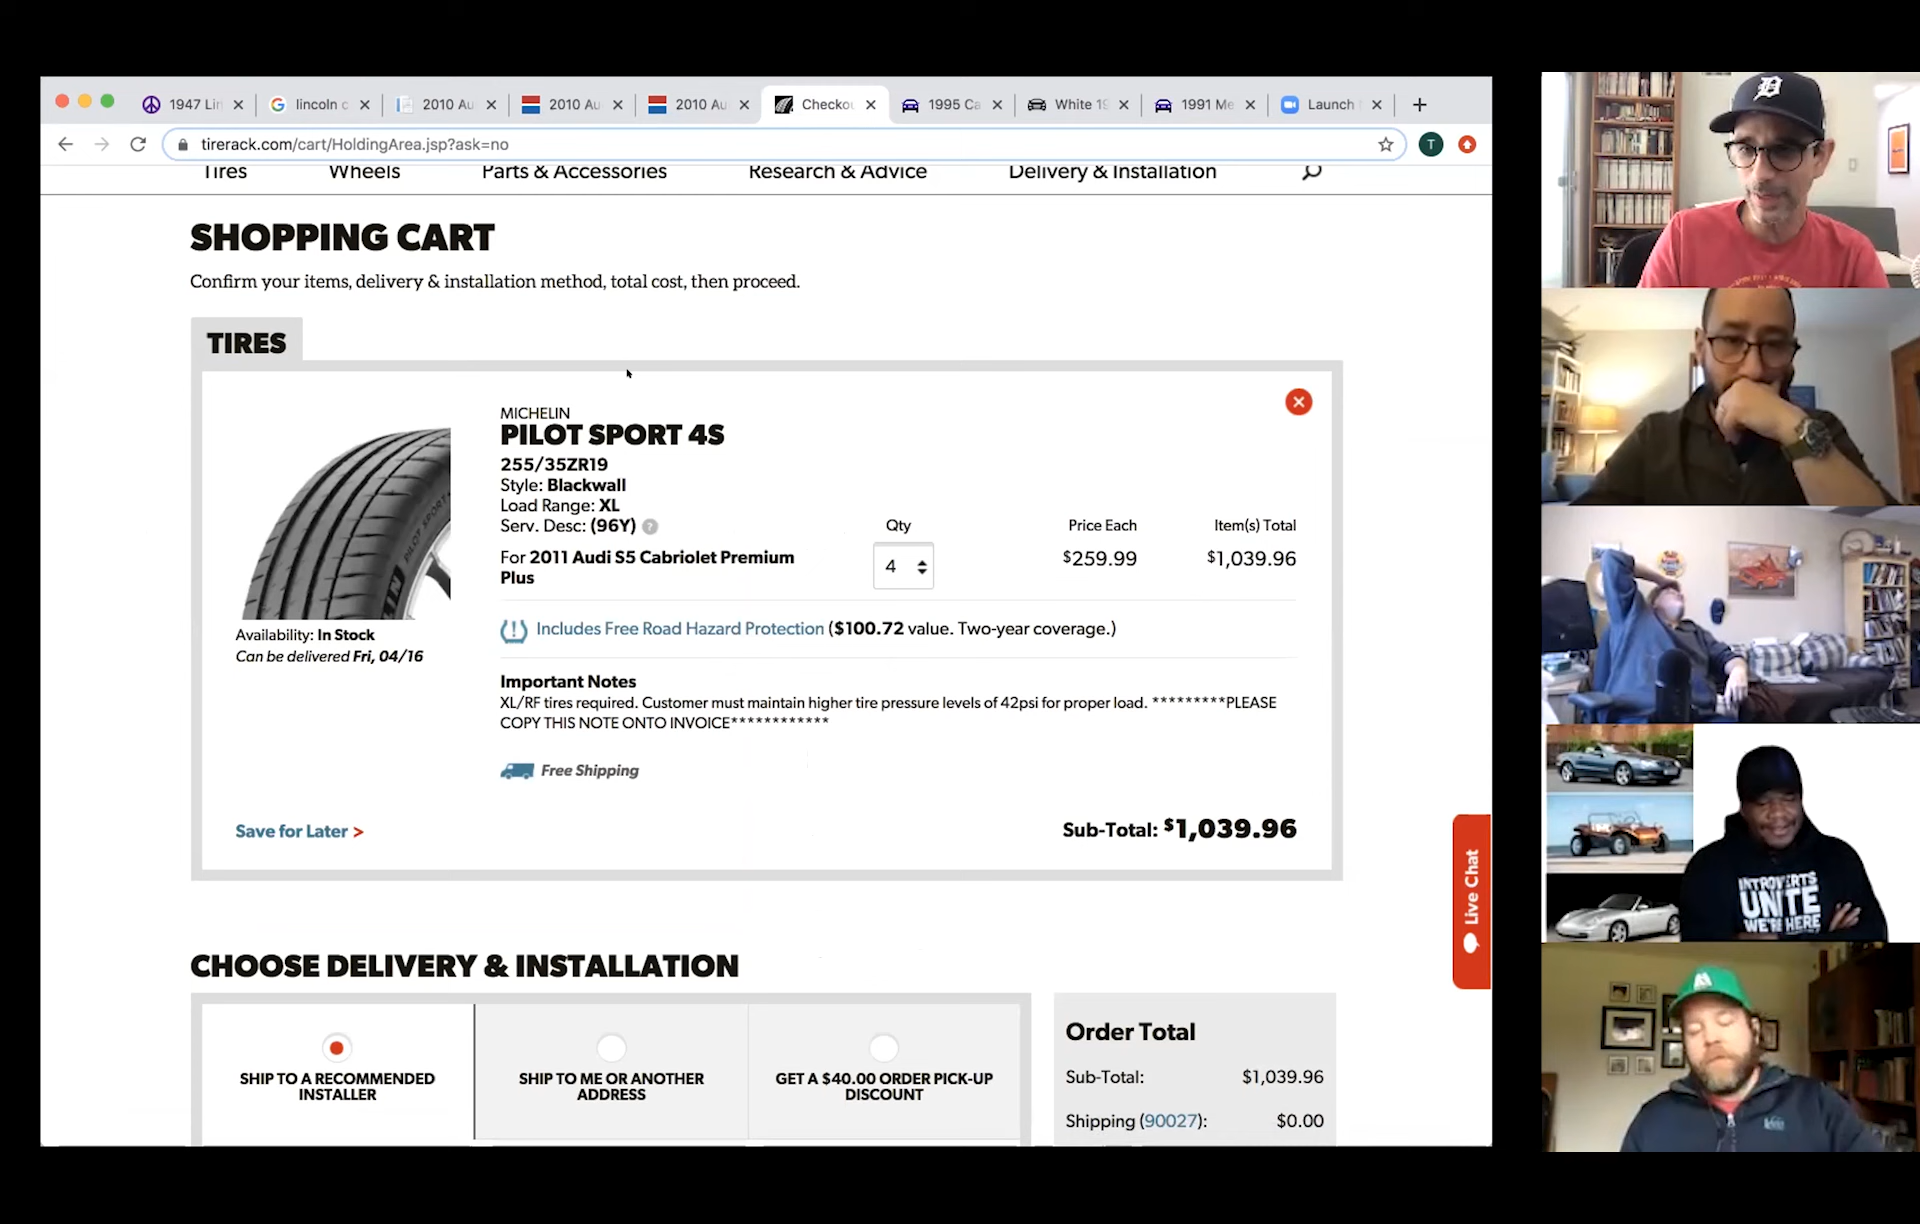 1947 Lin
lincoln c
2010 Au
2010 Au
2010 Au
Checkou
1995 Ca
White 19
1991 Me
Launch
tirerack.com/cart/HoldingArea.jsp?ask=no
T
Tires
Wheels
Parts & Accessories
Research & Advice
Delivery & Installation
SHOPPING CART
Confirm your items, delivery & installation method, total cost, then proceed.
TIRES
MICHELIN
PILOT SPORT 4S
255/35ZR19
Style: Blackwall
Load Range: XL
Serv. Desc: (96Y) ?
For 2011 Audi S5 Cabriolet Premium
Plus
Qty
4
Price Each
$259.99
Item(s) Total
$1,039.96
PILOT SPORT
Availability: In Stock
Can be delivered Fri, 04/16
Includes Free Road Hazard Protection ($100.72 value. Two-year coverage.)
Important Notes
XL/RF tires required. Customer must maintain higher tire pressure levels of 42psi for proper load. *********PLEASE
COPY THIS NOTE ONTO INVOICE************
Free Shipping
Save for Later >
Sub-Total: $1,039.96
Live Chat
CHOOSE DELIVERY & INSTALLATION
SHIP TO A RECOMMENDED
INSTALLER
SHIP TO ME OR ANOTHER
ADDRESS
GET A $40.00 ORDER PICK-UP
DISCOUNT
Order Total
Sub-Total: $1,039.96
Shipping (90027): $0.00
D
INTROVERTS
UNITE
WE'RE HERE